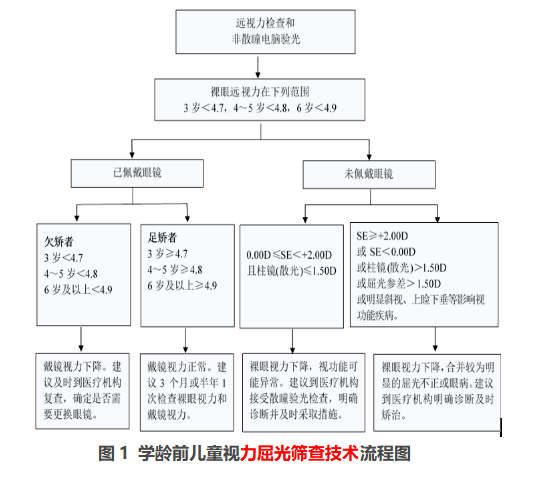 远视力检查和
非散瞳电脑验光
裸眼远视力在下列范围
3 岁<4.7，4～5 岁<4.8，6 岁<4.9
已佩戴眼镜
未佩戴眼镜
欠矫者
3 岁<4.7
4～5 岁<4.8
6 岁及以上<4.9
足矫者
3 岁≥4.7
4～5 岁≥4.8
6 岁及以上≥4.9
0.00D≤SE<+2.00D
且柱镜(散光)≤1.50D
SE≥+2.00D
或 SE<0.00D
或柱镜(散光)>1.50D
或屈光参差>1.50D
或明显斜视、上睑下垂等影响视
功能疾病。
戴镜视力下降。建
议及时到医疗机构
复查，确定是否需
要更换眼镜。
戴镜视力正常。建
议 3 个月或半年 1
次检查裸眼视力和
戴镜视力。
裸眼视力下降，视功能可
能异常。建议到医疗机构
接受散瞳验光检查，明确
诊断并及时采取措施。
裸眼视力下降，合并较为明
显的屈光不正或眼病。建议
到医疗机构明确诊断及时
矫治。
图 1 学龄前儿童视力屈光筛查技术流程图